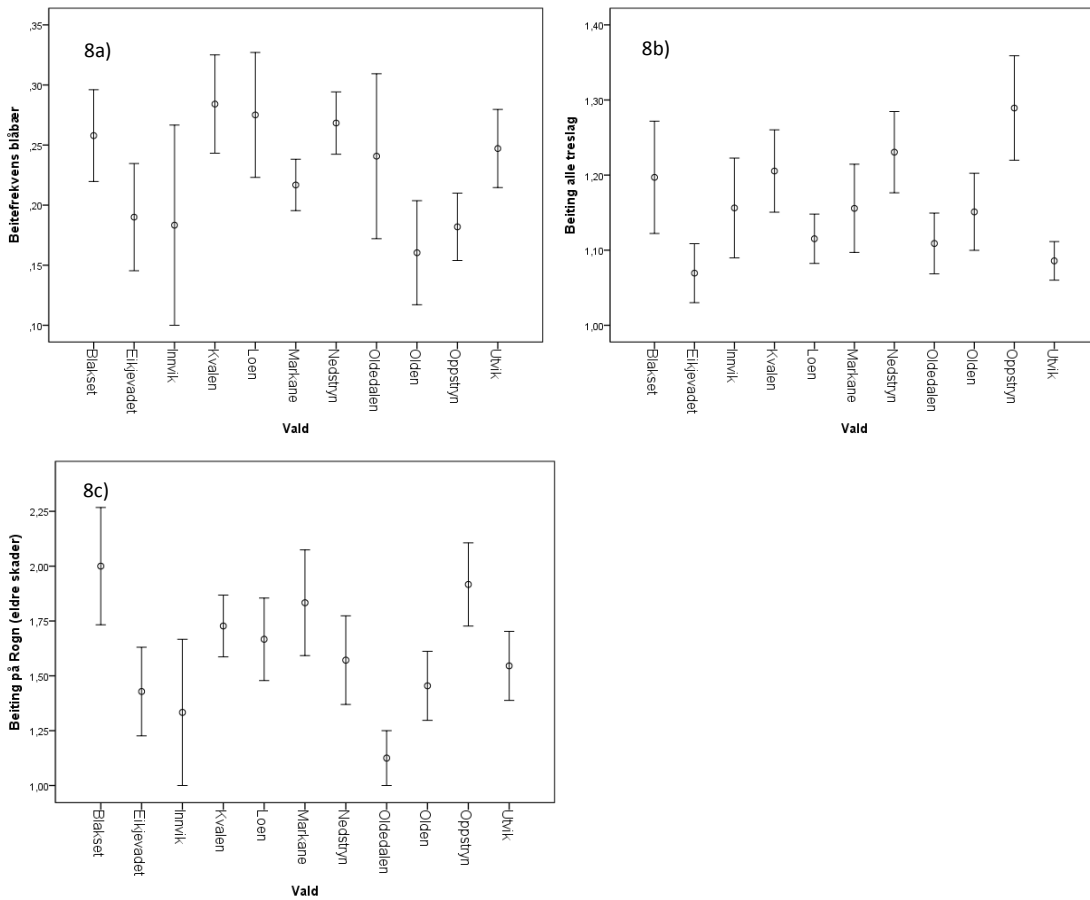 8a)
Beitefrekvens blåbær
,35
,30
,25
,20
,15
,10
Blakset
Eikjevadet
Innvik
Kvalen
Loen
Markane
Nedstryn
Oldedalen
Olden
Oppstryn
Utvik
Vald
8b)
Beiting alle treslag
1,40
1,30
1,20
1,10
1,00
Blakset
Eikjevadet
Innvik
Kvalen
Loen
Markane
Nedstryn
Oldedalen
Olden
Oppstryn
Utvik
Vald
8c)
Beiting på Rogn (eldre skader)
2,25
2,00
1,75
1,50
1,25
1,00
Blakset
Eikjevadet
Innvik
Kvalen
Loen
Markane
Nedstryn
Oldedalen
Olden
Oppstryn
Utvik
Vald